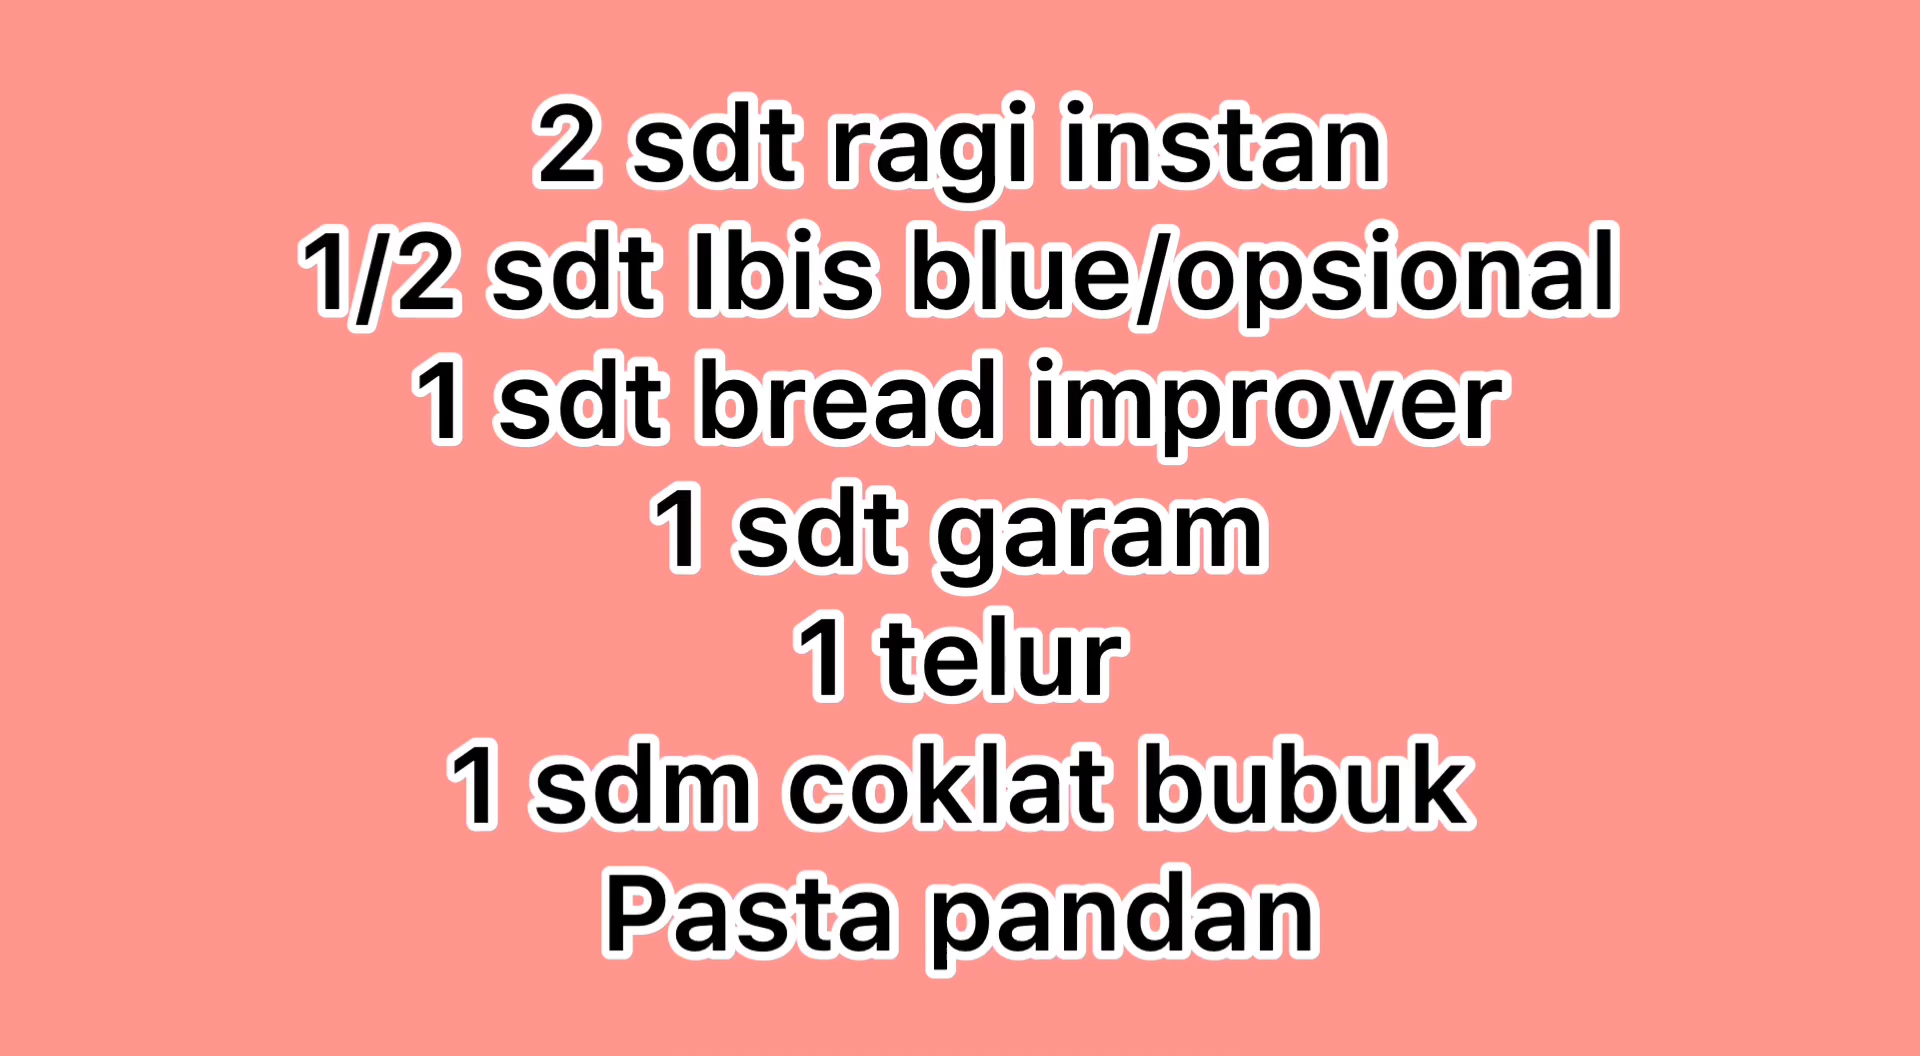 2 sdt ragi instan
1/2 sdt Ibis blue/opsional
1 sdt bread improver
1 sdt garam
1 telur
1 sdm coklat bubuk
Pasta pandan